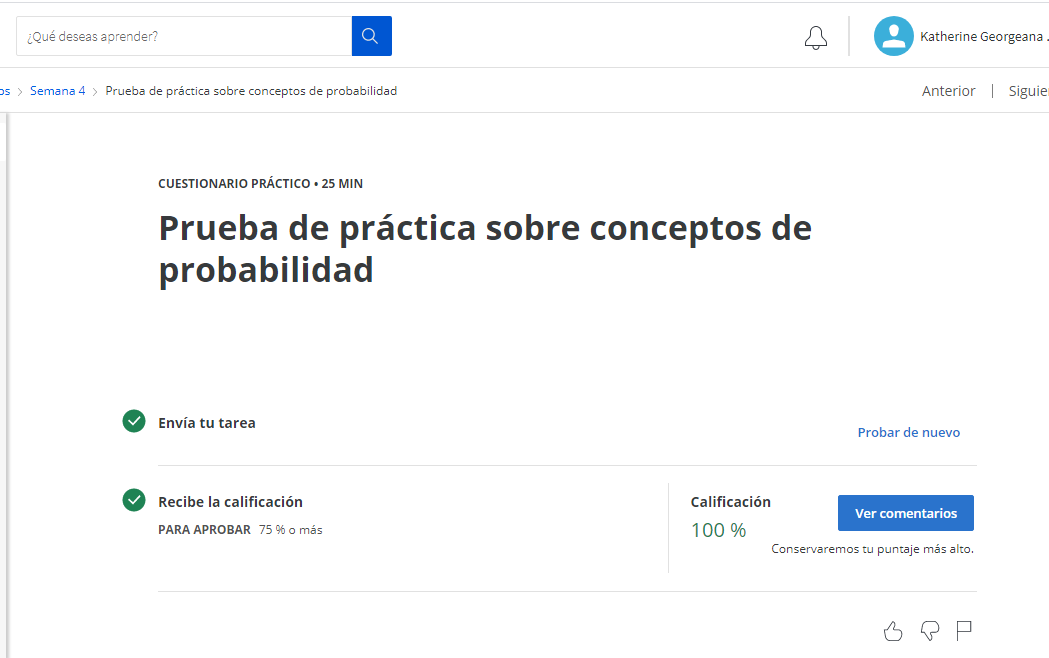 ¿Qué deseas aprender?
Katherine Georgeana
Semana 4 > Prueba de práctica sobre conceptos de probabilidad
Anterior | 
CUESTIONARIO PRÁCTICO • 25 MIN
Prueba de práctica sobre conceptos de
probabilidad
Envía tu tarea
Probar de nuevo
Recibe la calificación
PARA APROBAR 75 % o más
Calificación
100 %
Ver comentarios
Conservaremos tu puntaje más alto.